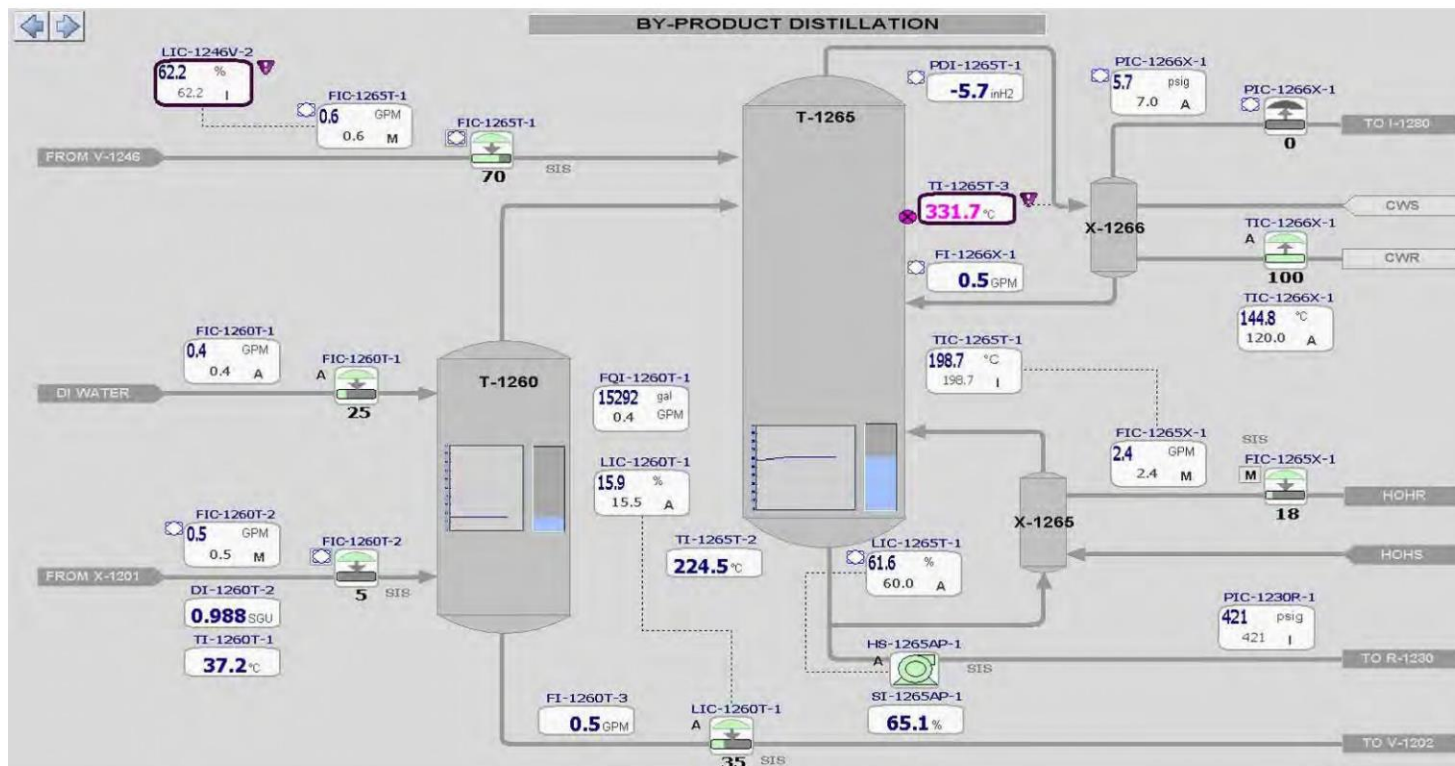 BY-PRODUCT DISTILLATION
LIC-1246V-2
62.2 %
62.2 I
FIC-1265T-1
0.6 GPM
0.6 M
FIC-1265T-1
70
SIS
FROM V-1246
T-1265
PDI-1265T-1
-5.7 inH2
PIC-1266X-1
5.7 psig
7.0 A
PIC-1266X-1
0
TO I-1280
TI-1265T-3
331.7 °C
X-1266
CWS
TIC-1266X-1
A
100
CWR
FI-1266X-1
0.5 GPM
TIC-1266X-1
144.8 °C
120.0 A
FIC-1260T-1
0.4 GPM
0.4 A
FIC-1260T-1
A
25
DI WATER
T-1260
FQI-1260T-1
15292 gal
0.4 GPM
TIC-1265T-1
198.7 °C
198.7 I
LIC-1260T-1
15.9 %
15.5 A
FIC-1265X-1
2.4 GPM
2.4 M
SIS
FIC-1265X-1
M
18
HOHR
X-1265
HOHS
FIC-1260T-2
0.5 GPM
0.5 M
FIC-1260T-2
5
SIS
FROM X-1201
TI-1265T-2
224.5 °C
LIC-1265T-1
61.6 %
60.0 A
DI-1260T-2
0.988 SGU
TI-1260T-1
37.2 °C
PIC-1230R-1
421 psig
421 I
HS-1265AP-1
A
SIS
TO R-1230
SI-1265AP-1
65.1 %
FI-1260T-3
0.5 GPM
LIC-1260T-1
A
35
SIS
TO V-1202